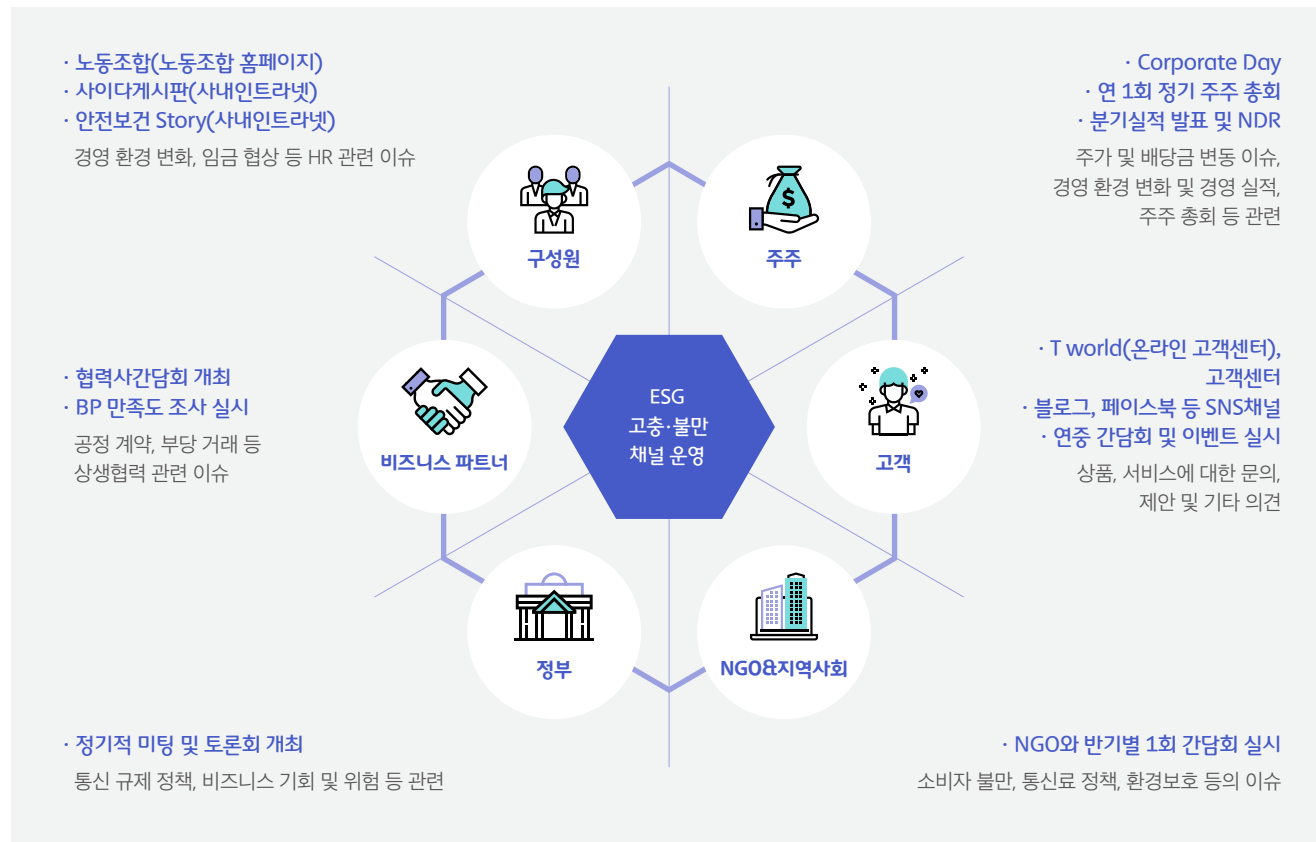 · 노동조합(노동조합 홈페이지)
· 사이다게시판(사내인트라넷)
· 안전보건 Story(사내인트라넷)
경영 환경 변화, 임금 협상 등 HR 관련 이슈
구성원
· Corporate Day
· 연 1회 정기 주주 총회
· 분기실적 발표 및 NDR
주가 및 배당금 변동 이슈,
경영 환경 변화 및 경영 실적,
주주 총회 등 관련
$
주주
· 협력사간담회 개최
· BP 만족도 조사 실시
공정 계약, 부당 거래 등
상생협력 관련 이슈
비즈니스 파트너
ESG
고충·불만
채널 운영
· T world(온라인 고객센터),
고객센터
· 블로그, 페이스북 등 SNS채널
· 연중 간담회 및 이벤트 실시
상품, 서비스에 대한 문의,
제안 및 기타 의견
고객
정부
· 정기적 미팅 및 토론회 개최
통신 규제 정책, 비즈니스 기회 및 위험 등 관련
NGO&지역사회
· NGO와 반기별 1회 간담회 실시
소비자 불만, 통신료 정책, 환경보호 등의 이슈